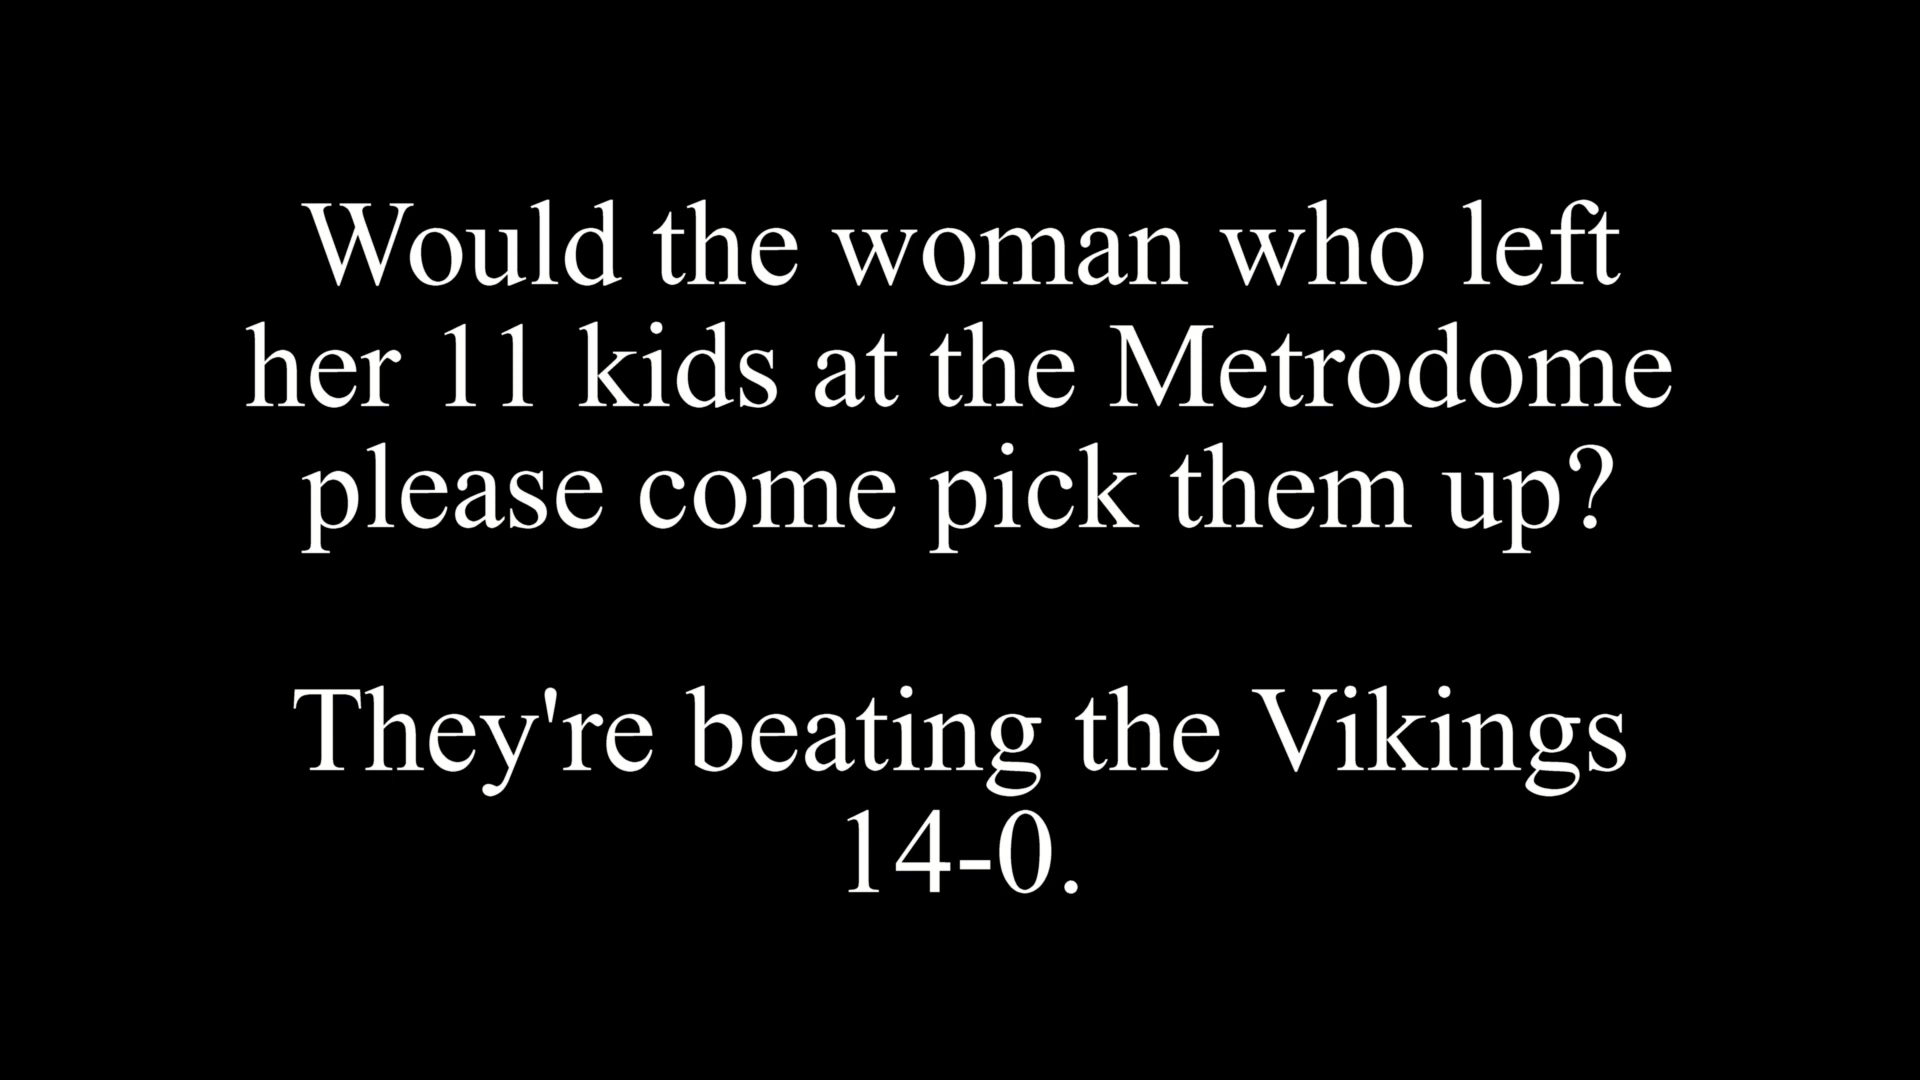 Would the woman who left
her 11 kids at the Metrodome
please come pick them up?
They're beating the Vikings
14-0.